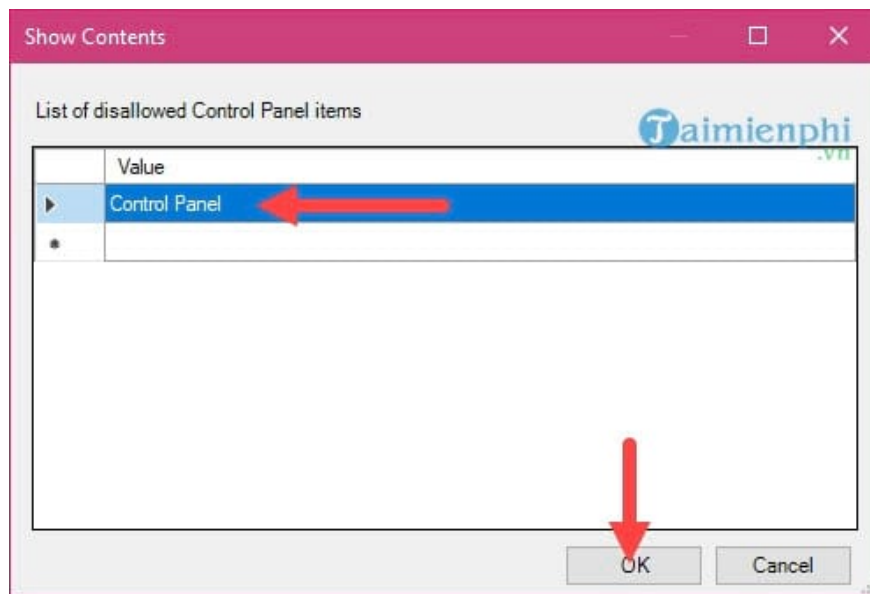 Show Contents
List of disallowed Control Panel items
Taimienphi
.vn
Value
Control Panel
OK
Cancel